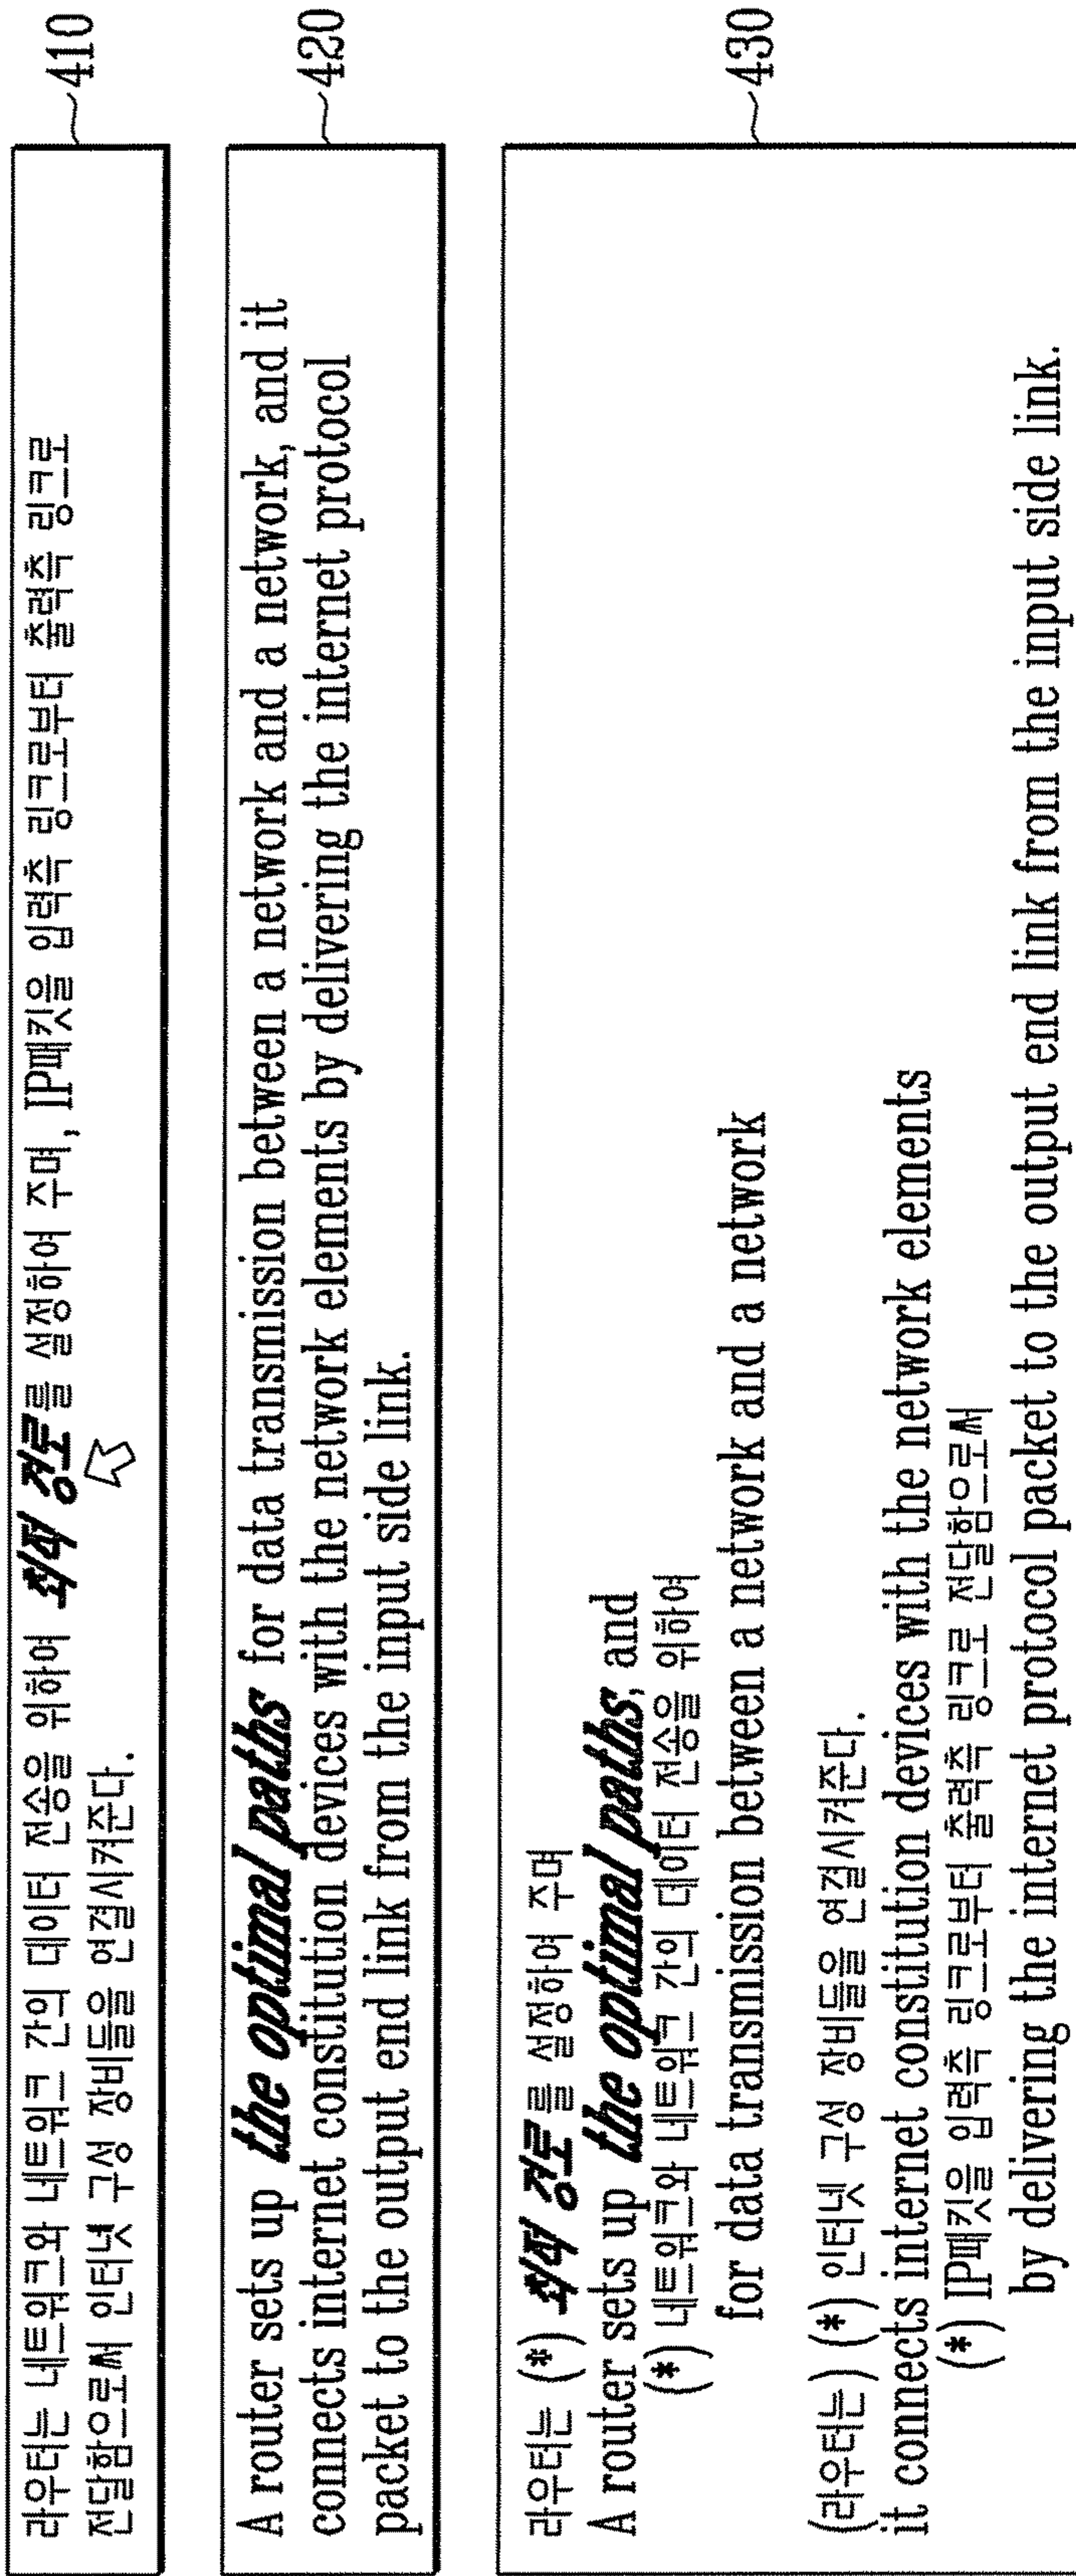 라우터는 네트워크와 네트워크 간의 데이터 전송을 위하여 최적 경로를 설정하여 주며, IP패킷을 입력측 링크로부터 출력측 링크로
전달함으로써 인터넷 구성 장비들을 연결시켜준다.
410
A router sets up the optimal paths for data transmission between a network and a network, and it
connects internet constitution devices with the network elements by delivering the internet protocol
packet to the output end link from the input side link.
420
라우터는 (*) 최적 경로를 설정하여 주며
A router sets up the optimal paths, and
(*) 네트워크와 네트워크 간의 데이터 전송을 위하여
for data transmission between a network and a network
(라우터는) (*) 인터넷 구성 장비들을 연결시켜준다.
it connects internet constitution devices with the network elements
(*) IP패킷을 입력측 링크로부터 출력측 링크로 전달함으로써
by delivering the internet protocol packet to the output end link from the input side link.
430